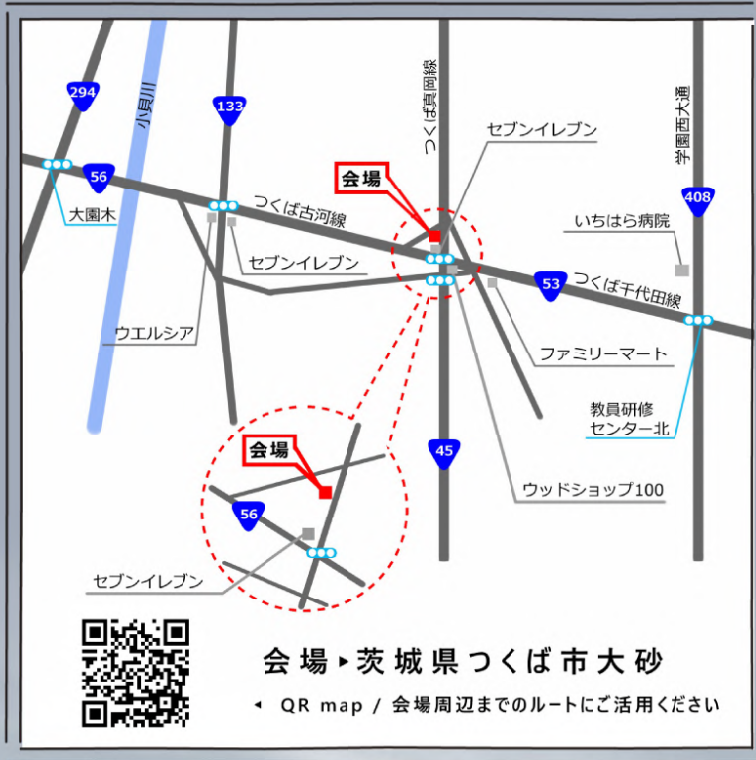 294
小貝川
133
つくば真岡線
学園西大通
セブンイレブン
56
会場
408
大園木
つくば古河線
いちはら病院
セブンイレブン
53
つくば千代田線
ウエルシア
ファミリーマート
教員研修
センター北
会場
45
ウッドショップ100
56
セブンイレブン
会場▶茨城県つくば市大砂
◀ QR map / 会場周辺までのルートにご活用ください